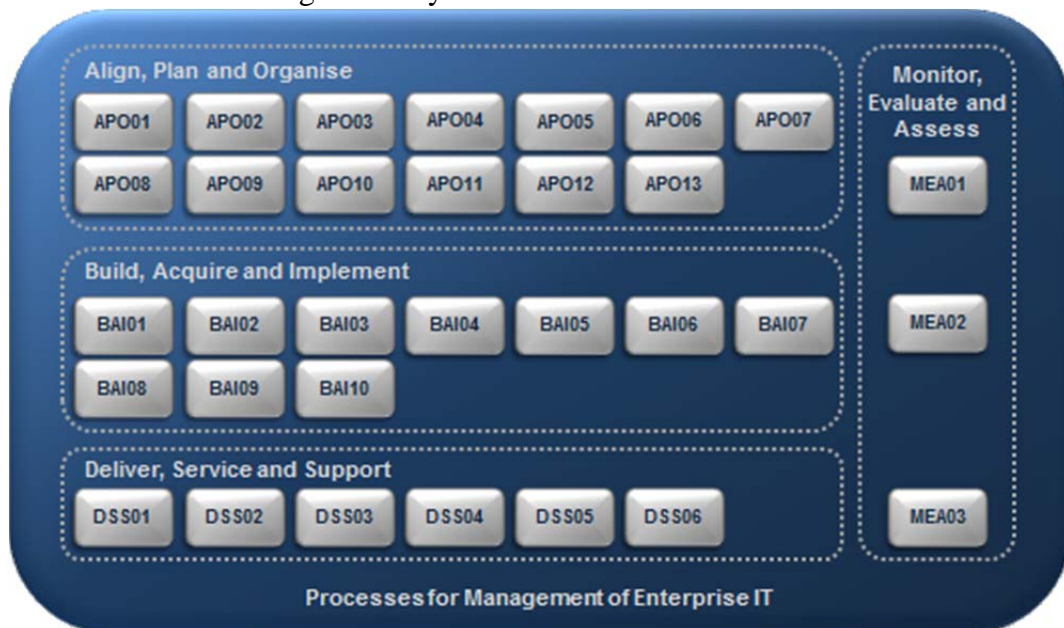 Align, Plan and Organise
APO01 APO02 APO03 APO04 APO05 APO06 APO07
APO08 APO09 APO10 APO11 APO12 APO13
Build, Acquire and Implement
BAI01 BAI02 BAI03 BAI04 BAI05 BAI06 BAI07
BAI08 BAI09 BAI10
Deliver, Service and Support
DSS01 DSS02 DSS03 DSS04 DSS05 DSS06
Monitor,
Evaluate and
Assess
MEA01
MEA02
MEA03
Processes for Management of Enterprise IT